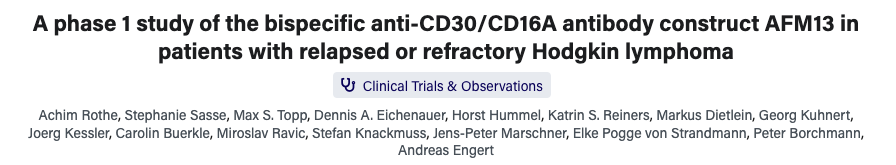 A phase 1 study of the bispecific anti-CD30/CD16A antibody construct AFM13 in
patients with relapsed or refractory Hodgkin lymphoma
Clinical Trials & Observations
Achim Rothe, Stephanie Sasse, Max S. Topp, Dennis A. Eichenauer, Horst Hummel, Katrin S. Reiners, Markus Dietlein, Georg Kuhnert,
Joerg Kessler, Carolin Buerkle, Miroslav Ravic, Stefan Knackmuss, Jens-Peter Marschner, Elke Pogge von Strandmann, Peter Borchmann,
Andreas Engert